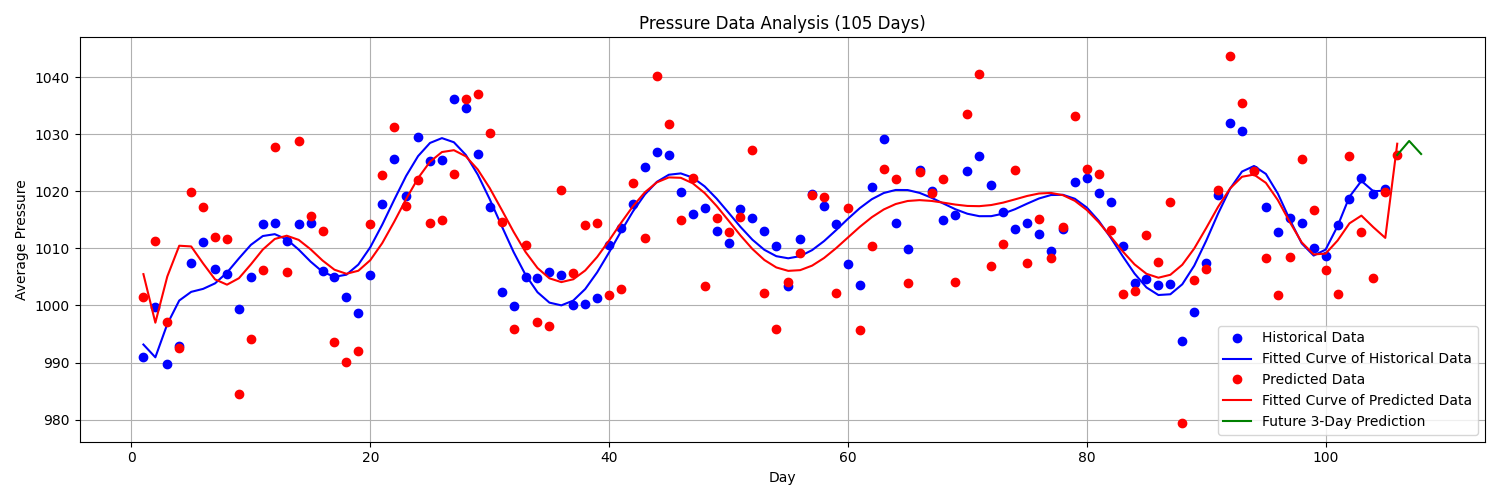 Pressure Data Analysis (105 Days)
Average Pressure
1040
1030
1020
1010
1000
990
980
0 20 40 60 80 100
Day
Historical Data
Fitted Curve of Historical Data
Predicted Data
Fitted Curve of Predicted Data
Future 3-Day Prediction